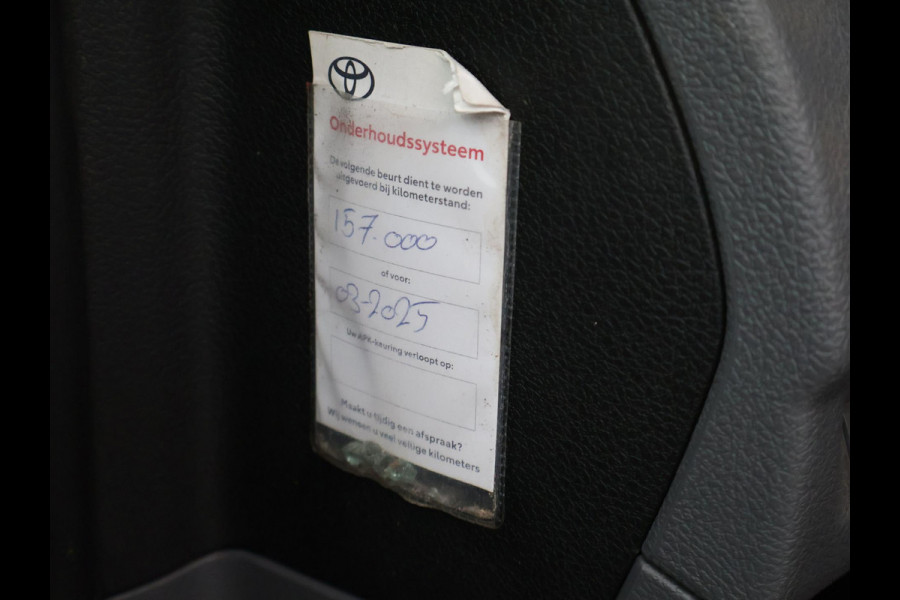 Onderhoudssysteem
De volgende beurt dient te worden
uitgevoerd bij kilometerstand:
157.000
of voor:
03-2025
Uw APK-keuring verloopt op:
Maakt u tijdig een afspraak?
Wij wensen u veel veilige kilometers